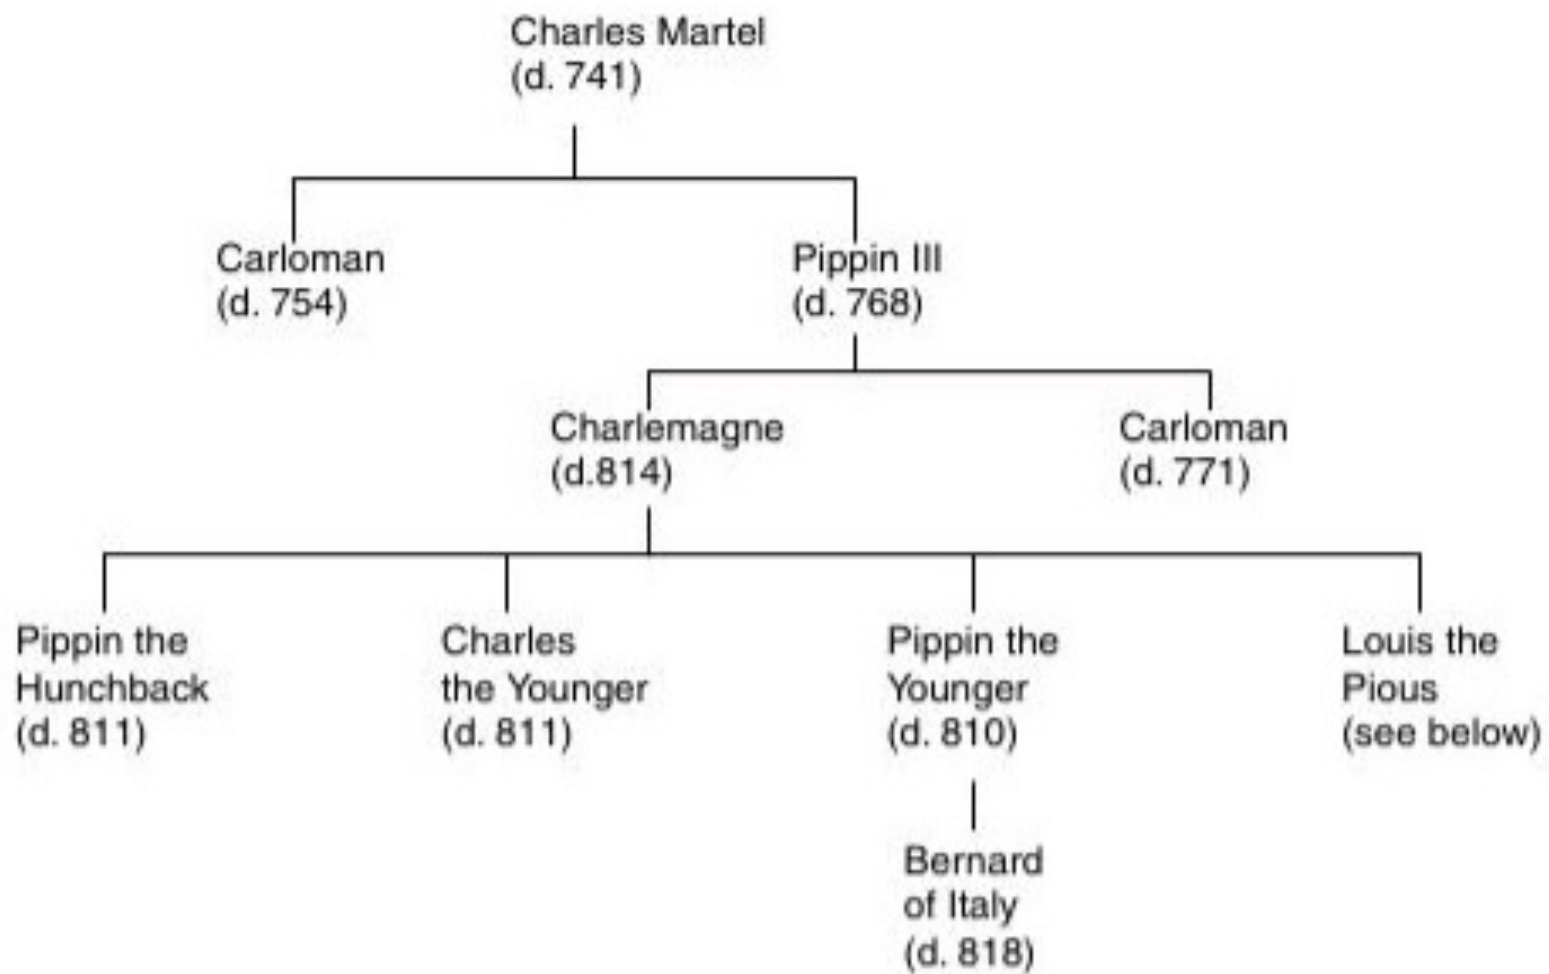 Charles Martel
(d. 741)
Carloman
(d. 754)
Pippin III
(d. 768)
Charlemagne
(d.814)
Carloman
(d. 771)
Pippin the
Hunchback
(d. 811)
Charles
the Younger
(d. 811)
Pippin the
Younger
(d. 810)
Louis the
Pious
(see below)
Bernard
of Italy
(d. 818)